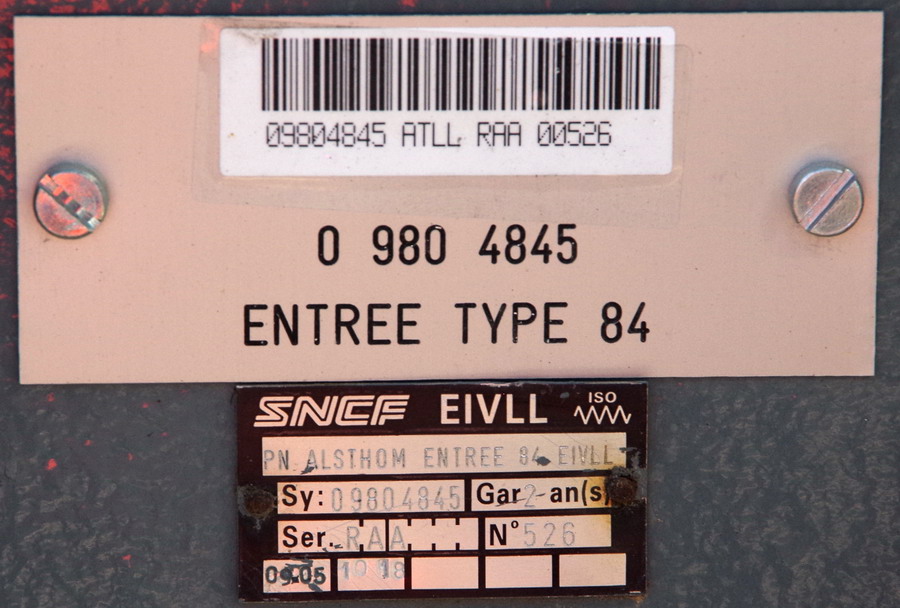 09804845 ATLL RAA 00526
0 980 4845
ENTREE TYPE 84
SNCF EIVLL ISO
PN. ALSTHOM ENTREE 84 EIVLL
Sy: 09804845 Gar 2 an(s)
Ser. RAA N° 526
09.05 10 18